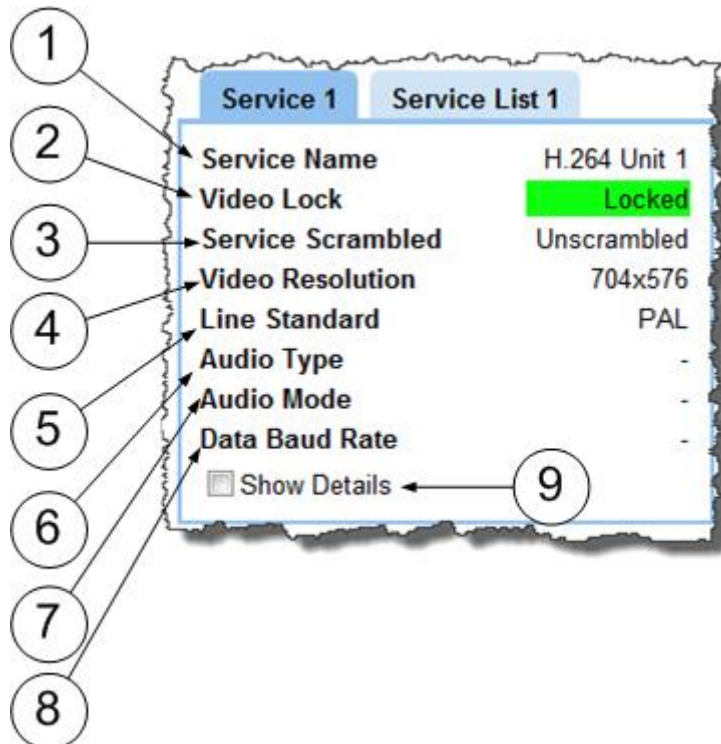 1
Service 1 Service List 1
2
Service Name H.264 Unit 1
Video Lock Locked
3
Service Scrambled Unscrambled
4
Video Resolution 704x576
Line Standard PAL
5
Audio Type -
Audio Mode -
6
Data Baud Rate -
Show Details
9
7
8